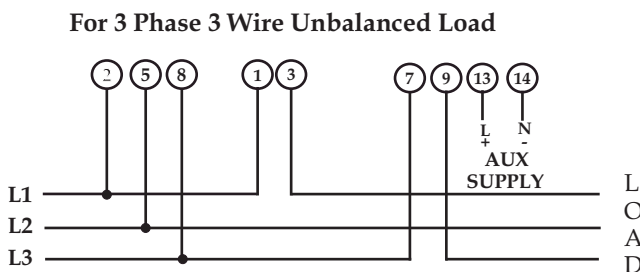 For 3 Phase 3 Wire Unbalanced Load
2 5 8 1 3 7 9 13 14
L N
+ -
AUX
SUPPLY
L1
L2
L3
L
O
A
D